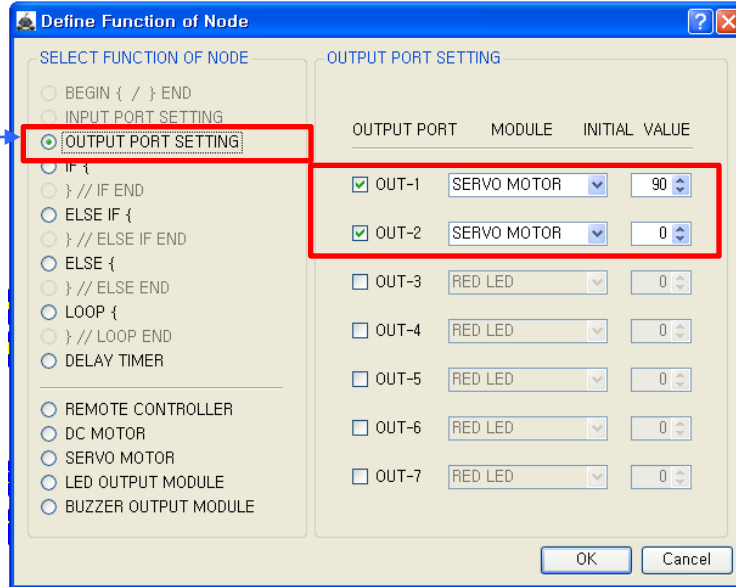 Define Function of Node
SELECT FUNCTION OF NODE
BEGIN { / } END
INPUT PORT SETTING
OUTPUT PORT SETTING
IF {
} // IF END
ELSE IF {
} // ELSE IF END
ELSE {
} // ELSE END
LOOP {
} // LOOP END
DELAY TIMER
REMOTE CONTROLLER
DC MOTOR
SERVO MOTOR
LED OUTPUT MODULE
BUZZER OUTPUT MODULE
OUTPUT PORT SETTING
OUTPUT PORT MODULE INITIAL VALUE
OUT-1 SERVO MOTOR 90
OUT-2 SERVO MOTOR 0
OUT-3 RED LED 0
OUT-4 RED LED 0
OUT-5 RED LED 0
OUT-6 RED LED 0
OUT-7 RED LED 0
OK Cancel